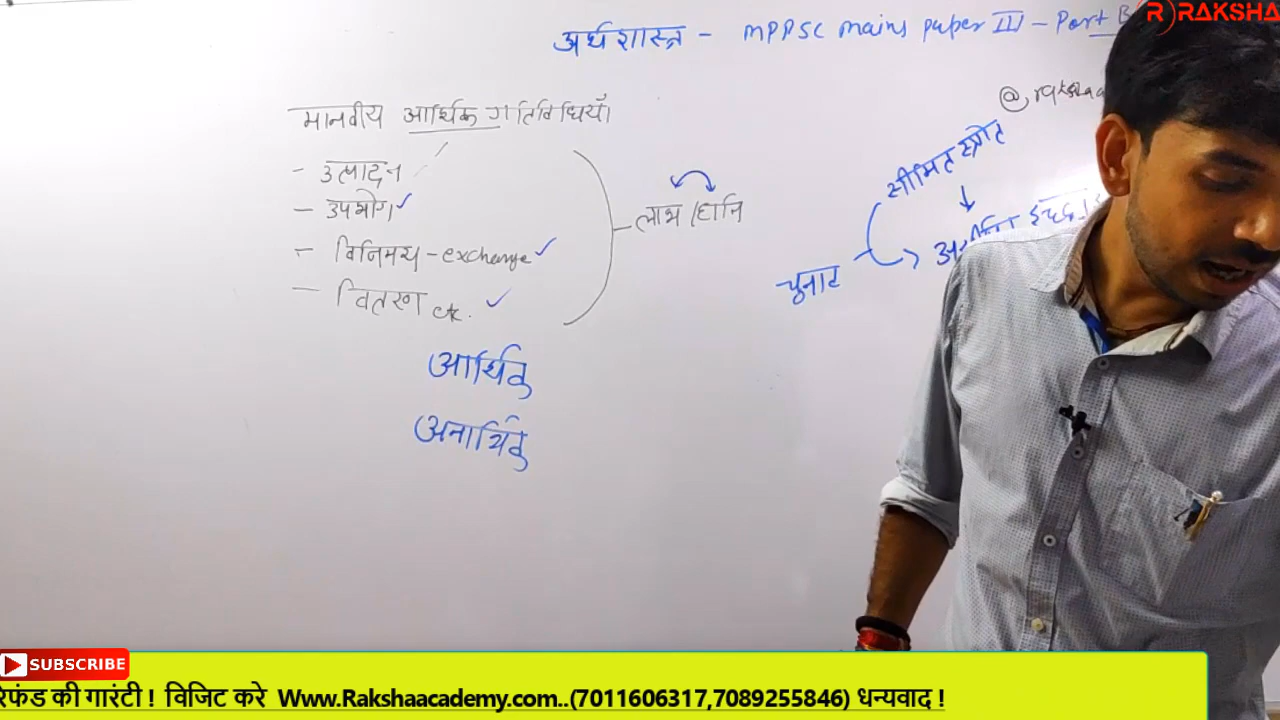 अर्थशास्त्र - MPPSC mains paper III - Part B
RAKSHA
मानवीय आर्थिक गतिविधियाँ
- उत्पादन
- उपभोग
- विनिमय - exchange
- वितरण etc.
लाभ / हानि
आर्थिक
अनार्थिक
सीमित स्त्रोत
चुनाव
SUBSCRIBE
रिफंड की गारंटी ! विजिट करे Www.Rakshaacademy.com..(7011606317,7089255846) धन्यवाद !